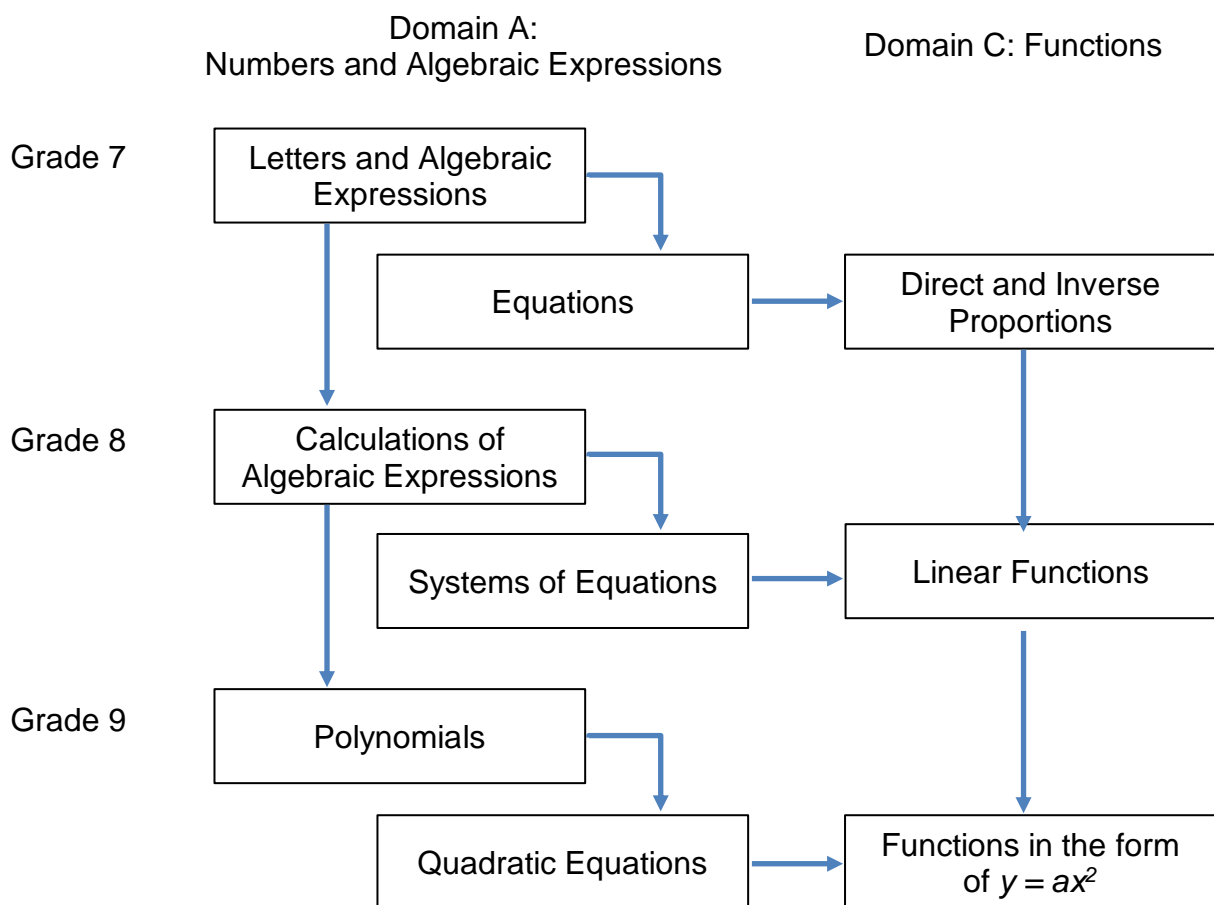 Domain A:
Numbers and Algebraic Expressions
Domain C: Functions
Grade 7
Letters and Algebraic
Expressions
Equations
Direct and Inverse
Proportions
Grade 8
Calculations of
Algebraic Expressions
Systems of Equations
Linear Functions
Grade 9
Polynomials
Quadratic Equations
Functions in the form
of y = ax²